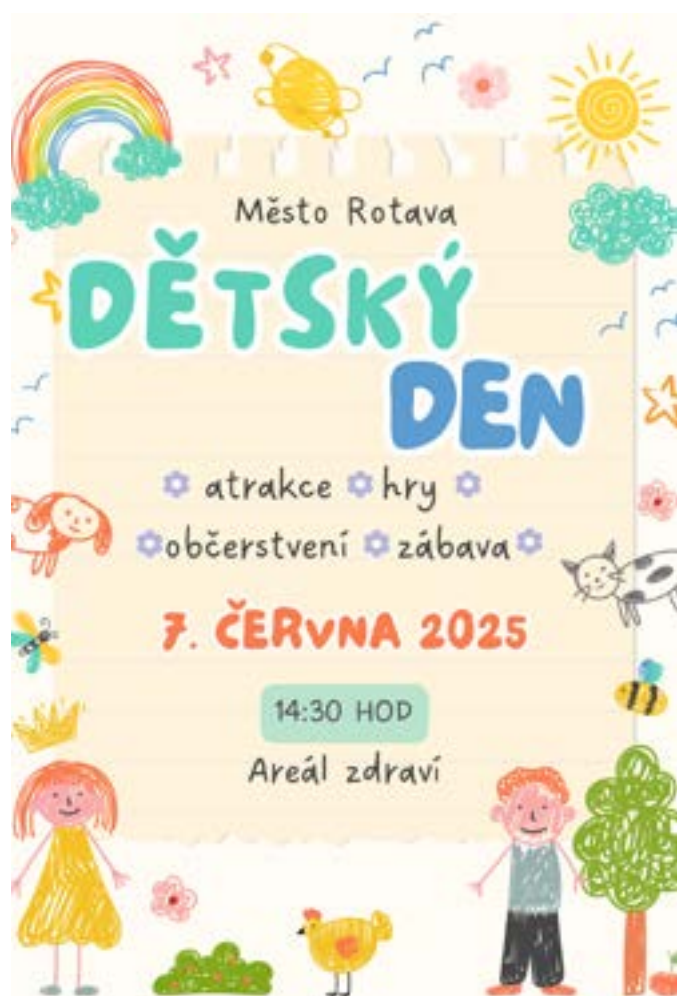 Město Rotava
DĚTSKÝ
DEN
atrakce hry
občerstvení zábava
7. ČERVNA 2025
14:30 HOD
Areál zdraví